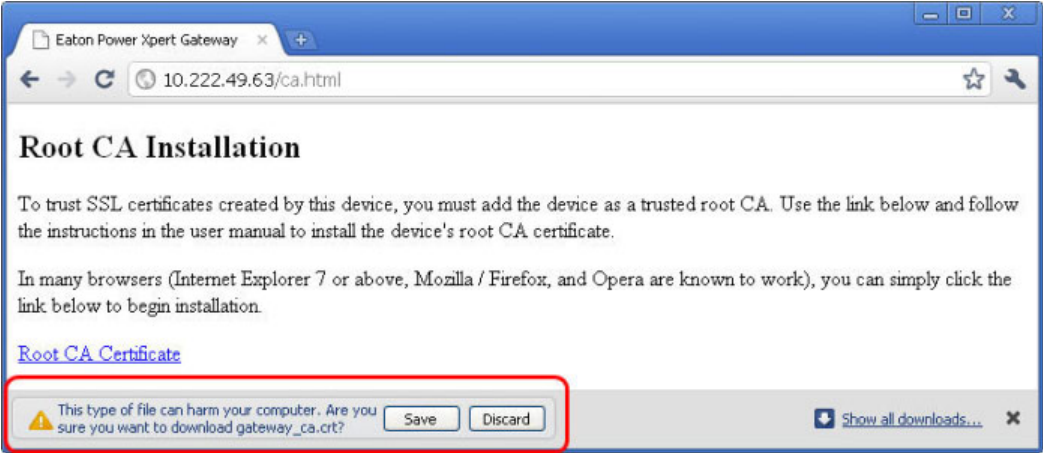 Eaton Power Xpert Gateway
10.222.49.63/ca.html
Root CA Installation
To trust SSL certificates created by this device, you must add the device as a trusted root CA. Use the link below and follow
the instructions in the user manual to install the device's root CA certificate.
In many browsers (Internet Explorer 7 or above, Mozilla / Firefox, and Opera are known to work), you can simply click the
link below to begin installation.
Root CA Certificate
This type of file can harm your computer. Are you
sure you want to download gateway_ca.crt?
Save
Discard
Show all downloads...